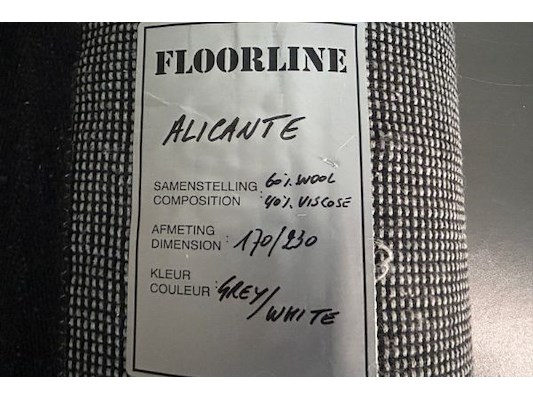 FLOORLINE
ALICANTE
SAMENSTELLING : 60% WOOL
COMPOSITION : 40% VISCOSE
AFMETING
DIMENSION : 170/230
KLEUR
COULEUR : GREY/
WHITE